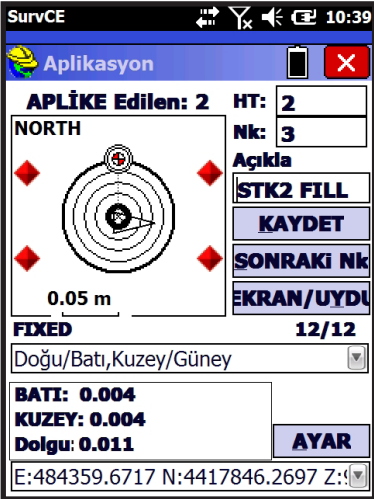 SurvCE 10:39
Aplikasyon
APLİKE Edilen: 2 HT: 2
NORTH Nk: 3
Açıkla
STK2 FILL
KAYDET
SONRAKi Nk
EKRAN/UYDU
0.05 m
FIXED 12/12
Doğu/Batı,Kuzey/Güney
BATI: 0.004
KUZEY: 0.004
Dolgu: 0.011
AYAR
E:484359.6717 N:4417846.2697 Z: